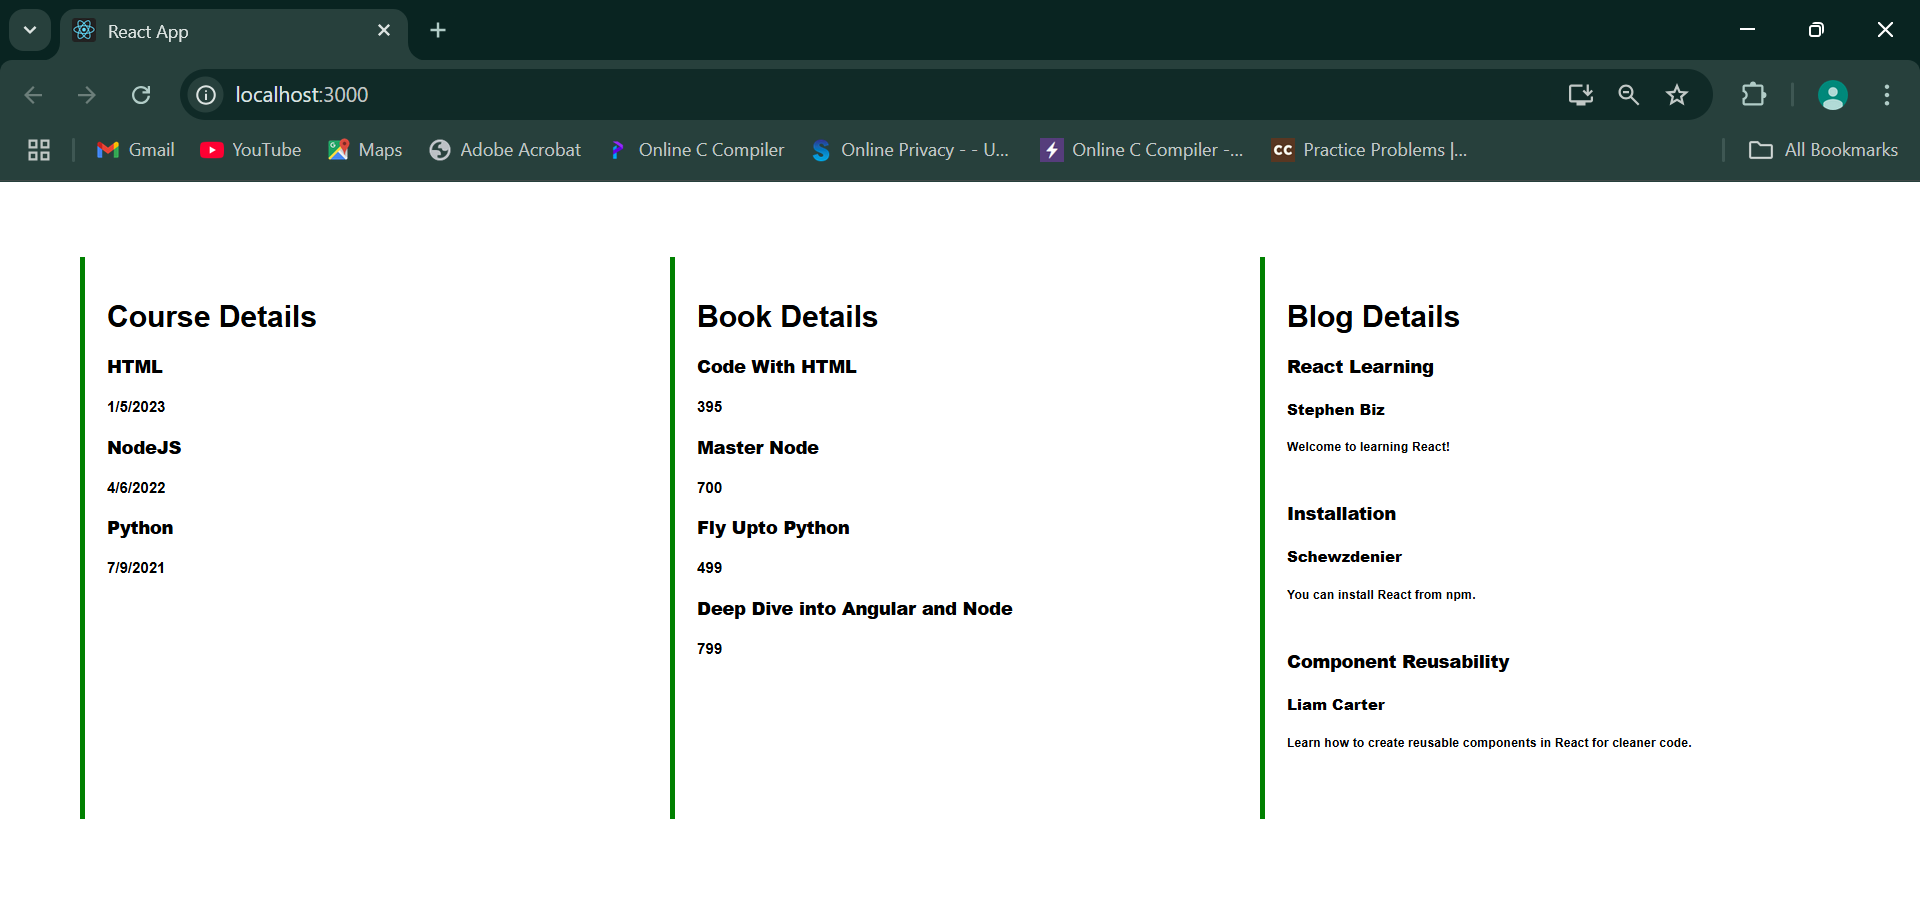 React App
localhost:3000
Gmail
YouTube
Maps
Adobe Acrobat
Online C Compiler
Online Privacy - - U...
Online C Compiler -...
CC
Practice Problems |...
All Bookmarks
Course Details
HTML
1/5/2023
NodeJS
4/6/2022
Python
7/9/2021
Book Details
Code With HTML
395
Master Node
700
Fly Upto Python
499
Deep Dive into Angular and Node
799
Blog Details
React Learning
Stephen Biz
Welcome to learning React!
Installation
Schewzdenier
You can install React from npm.
Component Reusability
Liam Carter
Learn how to create reusable components in React for cleaner code.